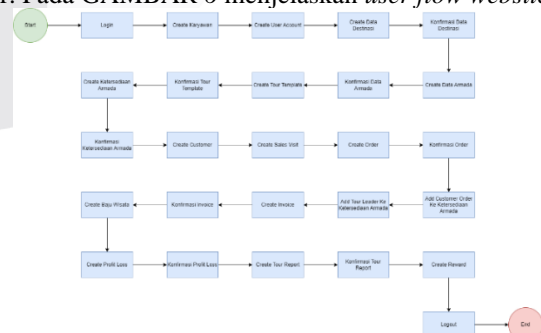 Pada GAMBAR 6 menjelaskan user flow website
Start
Login
Create Karyawan
Create User Account
Create Data
Destinasi
Konfirmasi Data
Destinasi
Create Data Armada
Konfirmasi Data
Armada
Create Tour Template
Konfirmasi Tour
Template
Create Ketersediaan
Armada
Konfirmasi
Ketersediaan Armada
Create Customer
Create Sales Visit
Create Order
Konfirmasi Order
Add Customer Order
Ke Ketersediaan
Armada
Add Tour Leader Ke
Ketersediaan Armada
Create Invoice
Konfirmasi Invoice
Create Baju Wisata
Create Profit Loss
Konfirmasi Profit Loss
Create Tour Report
Konfirmasi Tour
Report
Create Reward
Logout
End